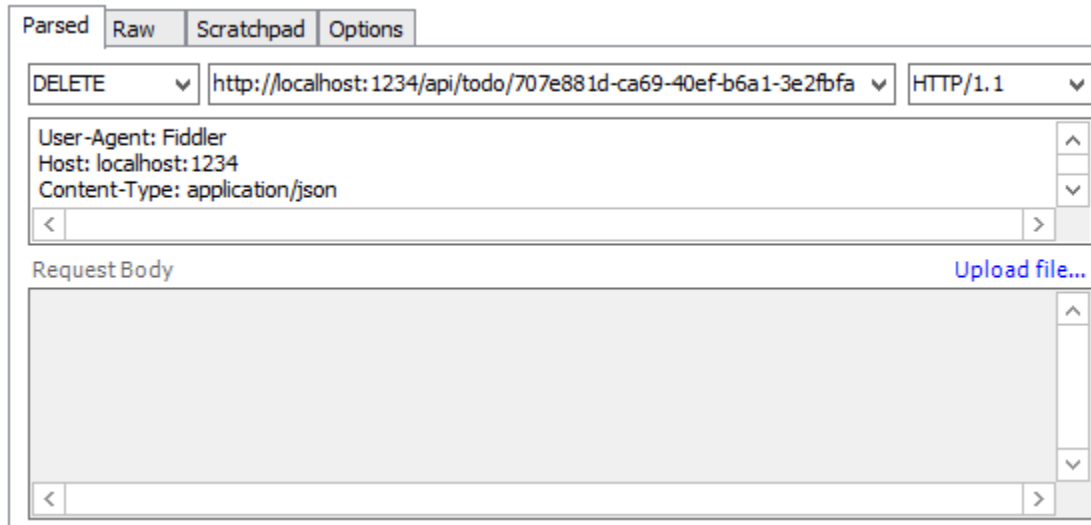 Parsed Raw Scratchpad Options
DELETE http://localhost:1234/api/todo/707e881d-ca69-40ef-b6a1-3e2fbfa HTTP/1.1
User-Agent: Fiddler
Host: localhost:1234
Content-Type: application/json
Request Body Upload file...